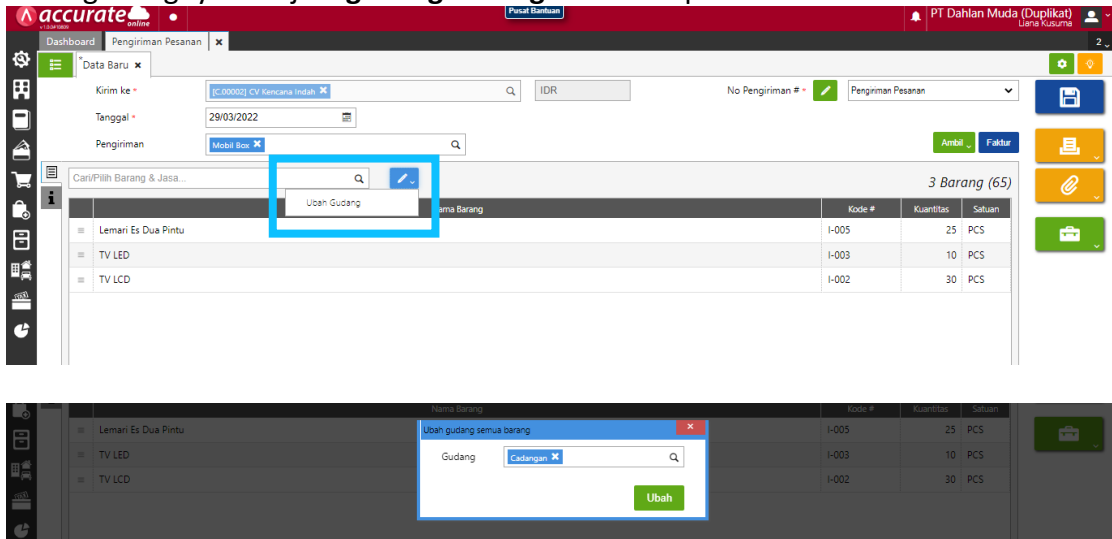 accurate online
Pusat Bantuan
PT Dahlan Muda (Duplikat)
Liana Kusuma
Dashboard Pengiriman Pesanan
2
*Data Baru
Kirim ke * [C.00002] CV Kencana Indah IDR No Pengiriman # * Pengiriman Pesanan
Tanggal * 29/03/2022
Pengiriman Mobil Box Ambil Faktur
Cari/Pilih Barang & Jasa... 3 Barang (65)
Ubah Gudang
Nama Barang Kode # Kuantitas Satuan
Lemari Es Dua Pintu I-005 25 PCS
TV LED I-003 10 PCS
TV LCD I-002 30 PCS
Nama Barang Kode # Kuantitas Satuan
Lemari Es Dua Pintu I-005 25 PCS
TV LED I-003 10 PCS
TV LCD I-002 30 PCS
Ubah gudang semua barang
Gudang Cadangan
Ubah